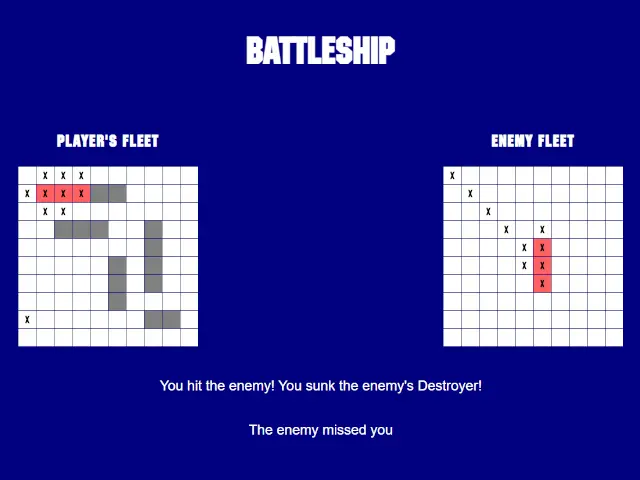 BATTLESHIP
PLAYER'S FLEET
ENEMY FLEET
X X X X
X X X X X
X X X
X X
X X
X X
X
X
You hit the enemy! You sunk the enemy's Destroyer!
The enemy missed you